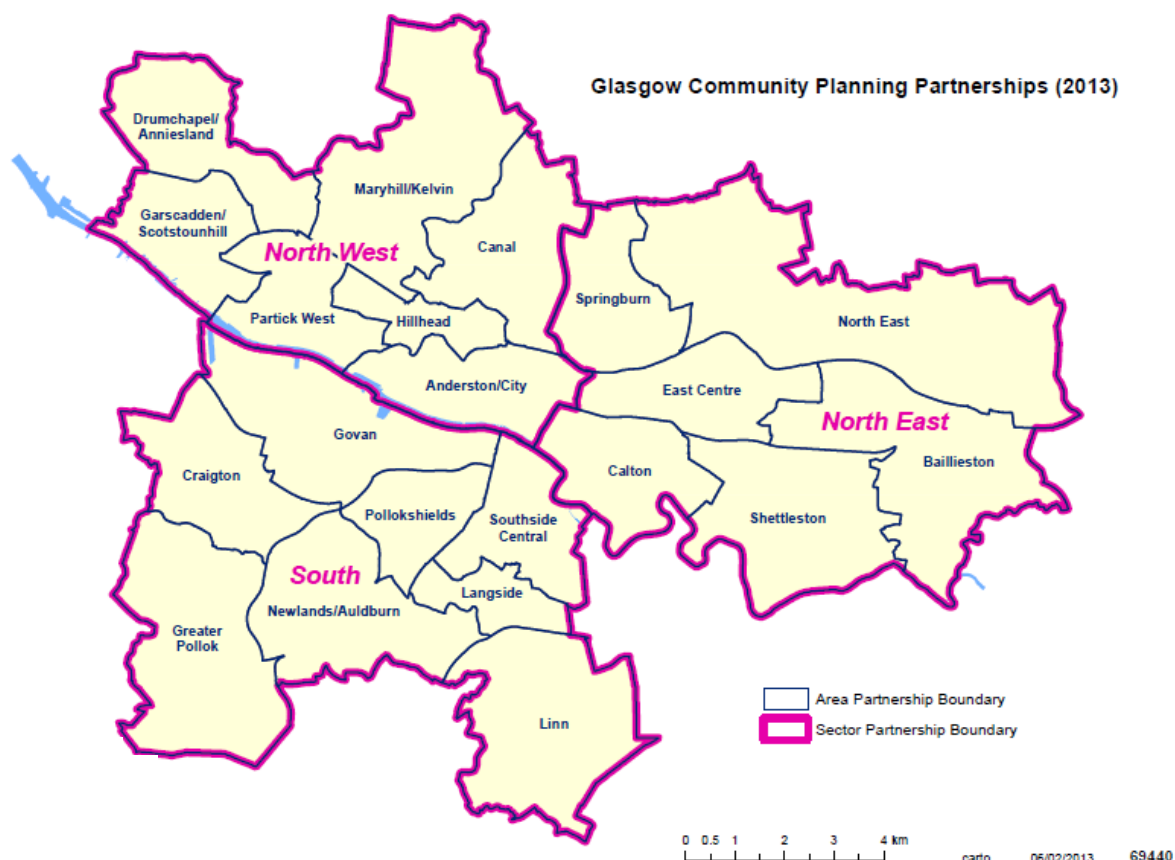 Glasgow Community Planning Partnerships (2013)
Drumchapel/
Anniesland
Maryhill/Kelvin
Garscadden/
Scotstounhill
North West
Canal
Springburn
Partick West
Hillhead
North East
Anderston/City
East Centre
North East
Govan
Calton
Baillieston
Craigton
Pollokshields
Southside
Central
Shettleston
South
Langside
Newlands/Auldburn
Greater
Pollok
Linn
Area Partnership Boundary
Sector Partnership Boundary
0 0.5 1 2 3 4 km
carto 06/02/2013 69440